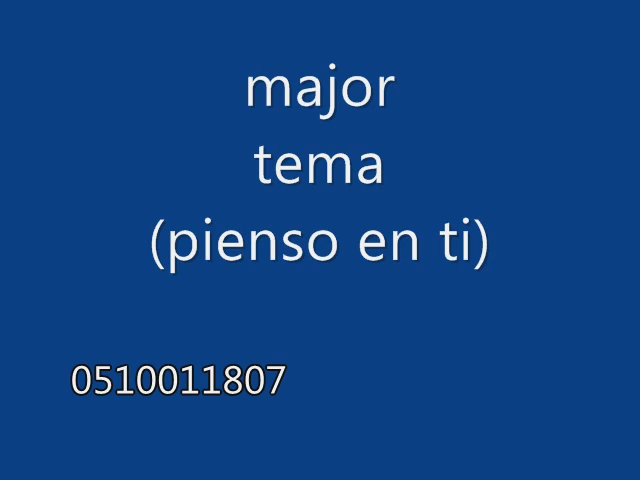 major
tema
(pienso en ti)
0510011807